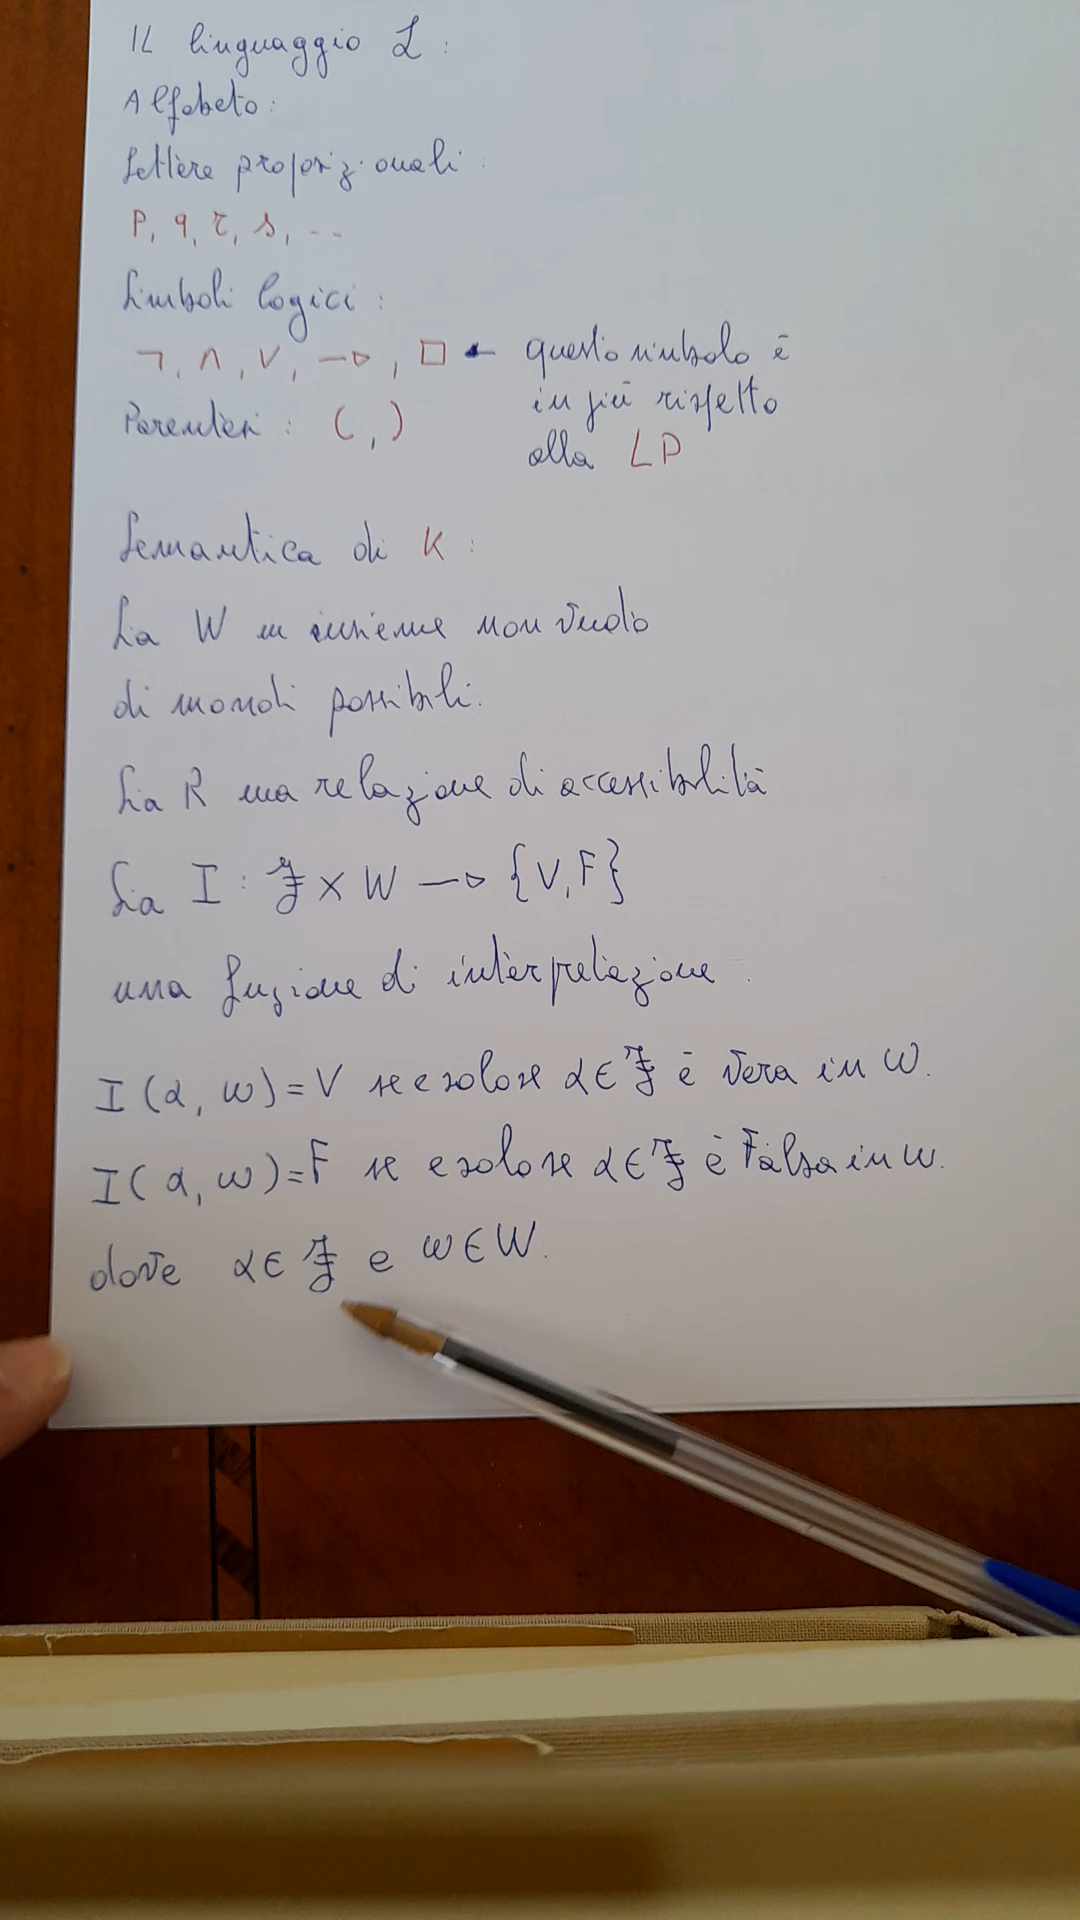 Il linguaggio L:
Alfabeto:
Lettere proposizionali:
p, q, r, s, ...
Simboli logici:
¬, ∧, ∨, →, □ ← questo simbolo è
in più rispetto
Parentesi: (, )
alla LP
Semantica di K:
Sia W un insieme non vuoto
di mondi possibili.
Sia R una relazione di accessibilità
Sia I: F × W → {V, F}
una funzione di interpretazione.
I(α, w) = V se e solo se α ∈ F è vera in w.
I(α, w) = F se e solo se α ∈ F è Falsa in w.
dove α ∈ F e w ∈ W.